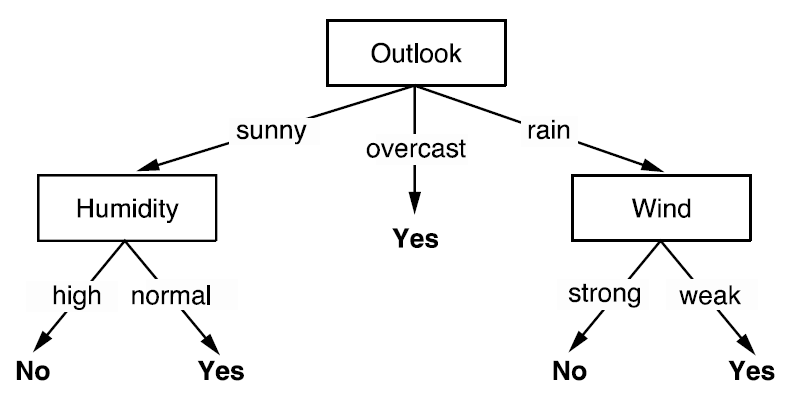 Outlook
sunny
overcast
rain
Humidity
Yes
Wind
high
normal
strong
weak
No
Yes
No
Yes